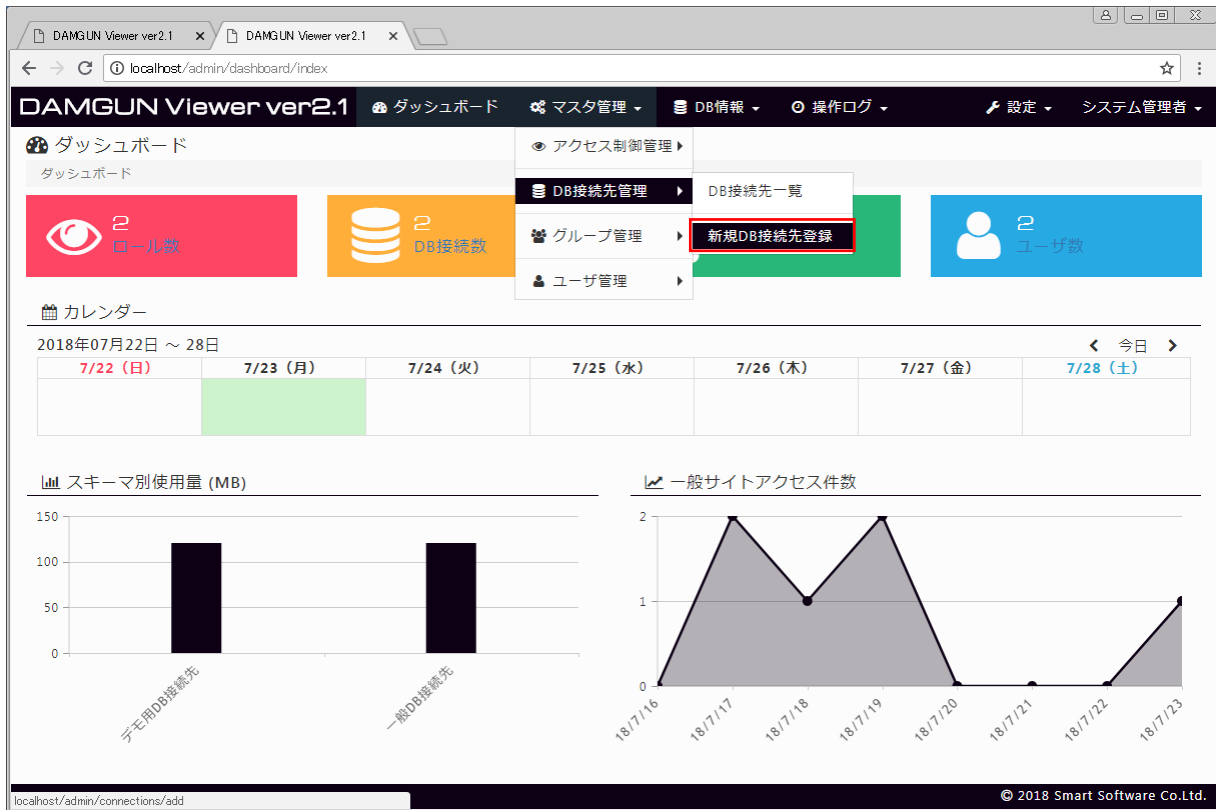 DAMGUN Viewer ver2.1
DAMGUN Viewer ver2.1
localhost/admin/dashboard/index
DAMGUN Viewer ver2.1 ダッシュボード マスタ管理 DB情報 操作ログ 設定 システム管理者
ダッシュボード
ダッシュボード
アクセス制御管理
DB接続先管理
グループ管理
ユーザ管理
DB接続先一覧
新規DB接続先登録
2
ロール数
2
DB接続数
2
ユーザ数
カレンダー
2018年07月22日 ～ 28日
今日
7/22（日） 7/23（月） 7/24（火） 7/25（水） 7/26（木） 7/27（金） 7/28（土）
スキーマ別使用量 (MB)
150
100
50
0
デモ用DB接続先
一般DB接続先
一般サイトアクセス件数
2
1
0
18/7/16
18/7/17
18/7/18
18/7/19
18/7/20
18/7/21
18/7/22
18/7/23
localhost/admin/connections/add
© 2018 Smart Software Co.Ltd.